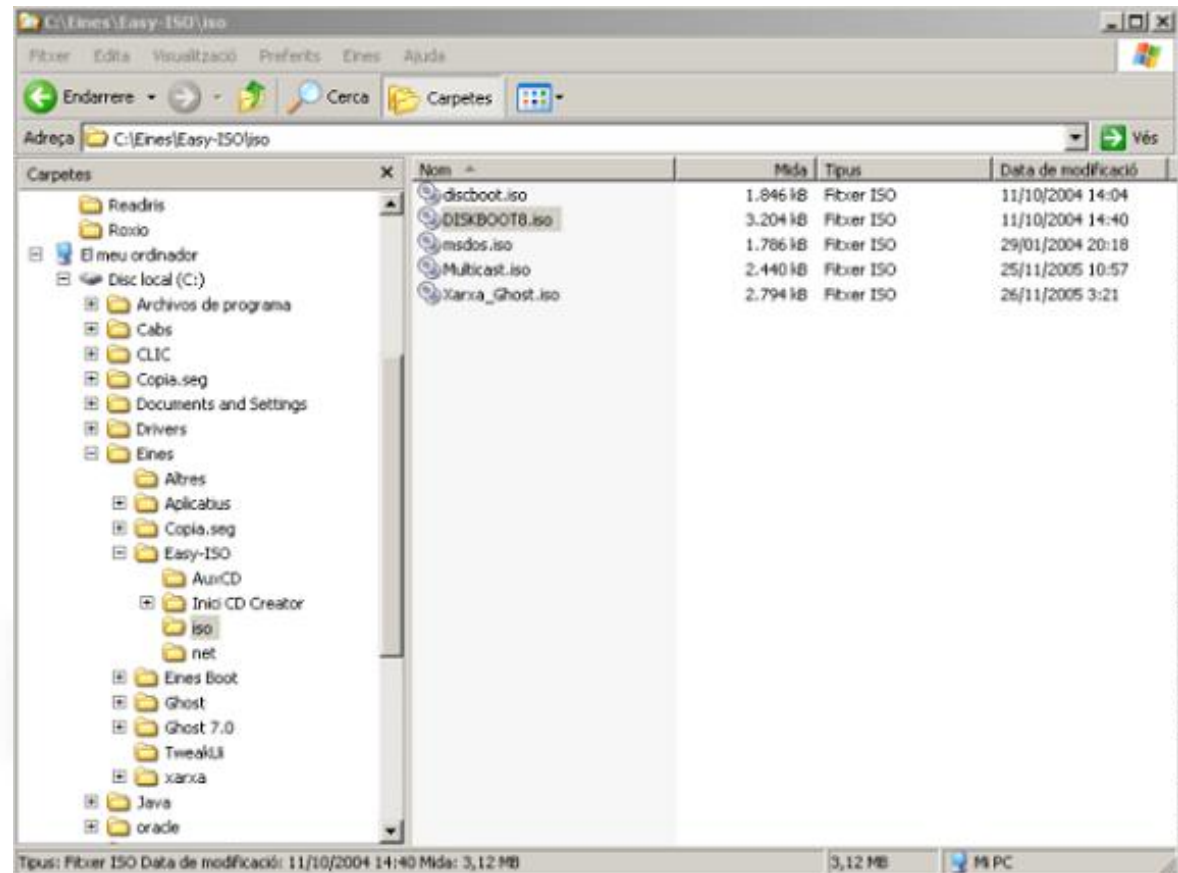 C:\Eines\Easy-ISO\iso
Fitxer Edita Visualització Preferits Eines Ajuda
Endarrere Cerca Carpetes
Adreça C:\Eines\Easy-ISO\iso Vés
Carpetes
Readiris
Roxio
El meu ordinador
Disc local (C:)
Archivos de programa
Cabs
CLIC
Copia.seg
Documents and Settings
Drivers
Eines
Altres
Aplicatius
Copia.seg
Easy-ISO
AuxCD
Inici CD Creator
iso
net
Eines Boot
Ghost
Ghost 7.0
TweakUi
xarxa
Java
oracle
Nom Mida Tipus Data de modificació
discboot.iso 1.846 kB Fitxer ISO 11/10/2004 14:04
DISKBOOT8.iso 3.204 kB Fitxer ISO 11/10/2004 14:40
msdos.iso 1.786 kB Fitxer ISO 29/01/2004 20:18
Multicast.iso 2.440 kB Fitxer ISO 25/11/2005 10:57
Xarxa_Ghost.iso 2.794 kB Fitxer ISO 26/11/2005 3:21
Tipus: Fitxer ISO Data de modificació: 11/10/2004 14:40 Mida: 3,12 MB 3,12 MB Mi PC